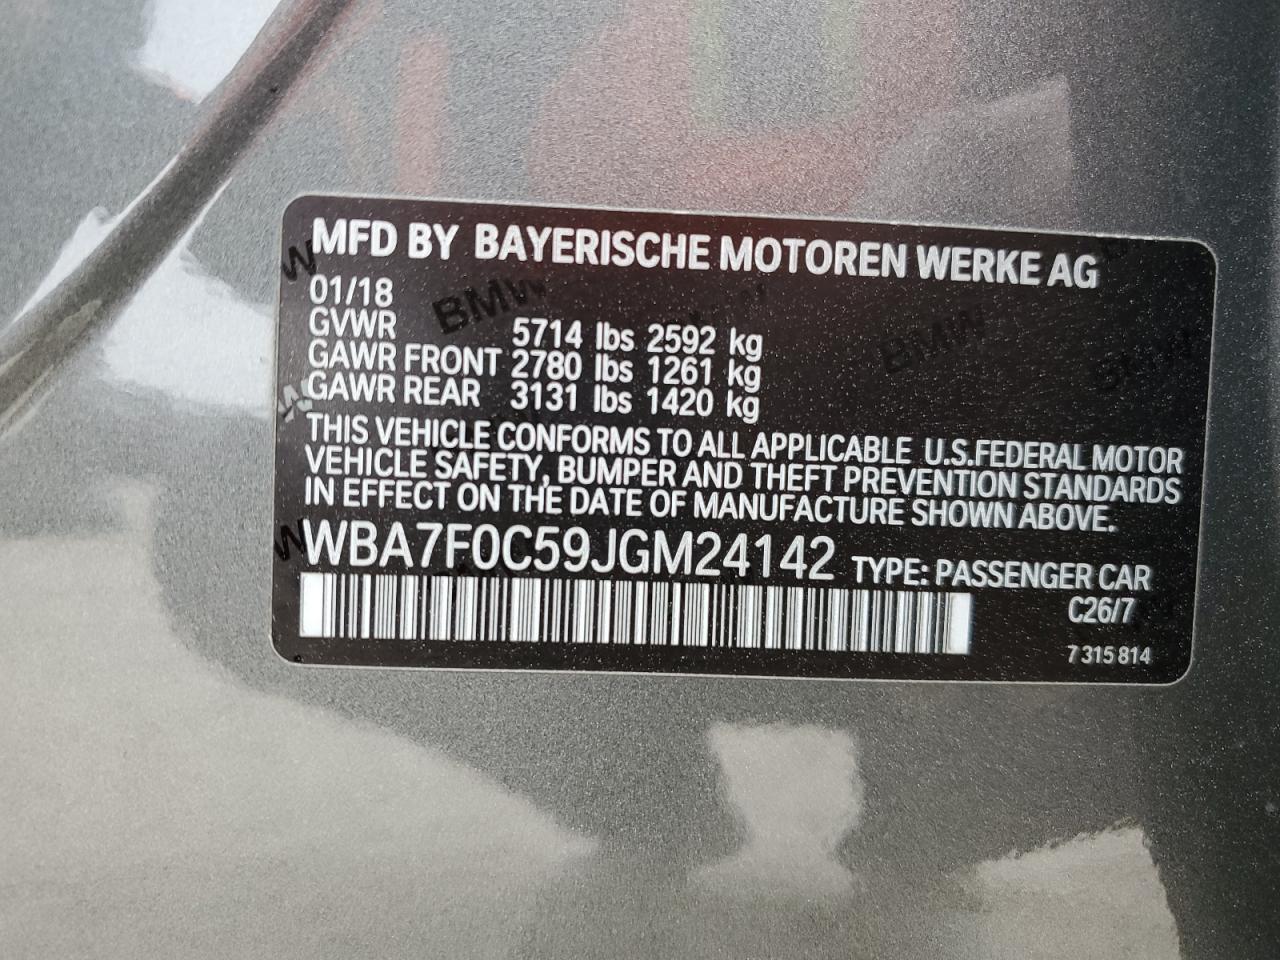 MFD BY BAYERISCHE MOTOREN WERKE AG
01/18
GVWR 5714 lbs 2592 kg
GAWR FRONT 2780 lbs 1261 kg
GAWR REAR 3131 lbs 1420 kg
THIS VEHICLE CONFORMS TO ALL APPLICABLE U.S.FEDERAL MOTOR
VEHICLE SAFETY, BUMPER AND THEFT PREVENTION STANDARDS
IN EFFECT ON THE DATE OF MANUFACTURE SHOWN ABOVE.
WBA7F0C59JGM24142 TYPE: PASSENGER CAR
C26/7
7 315 814
BMW
BMW